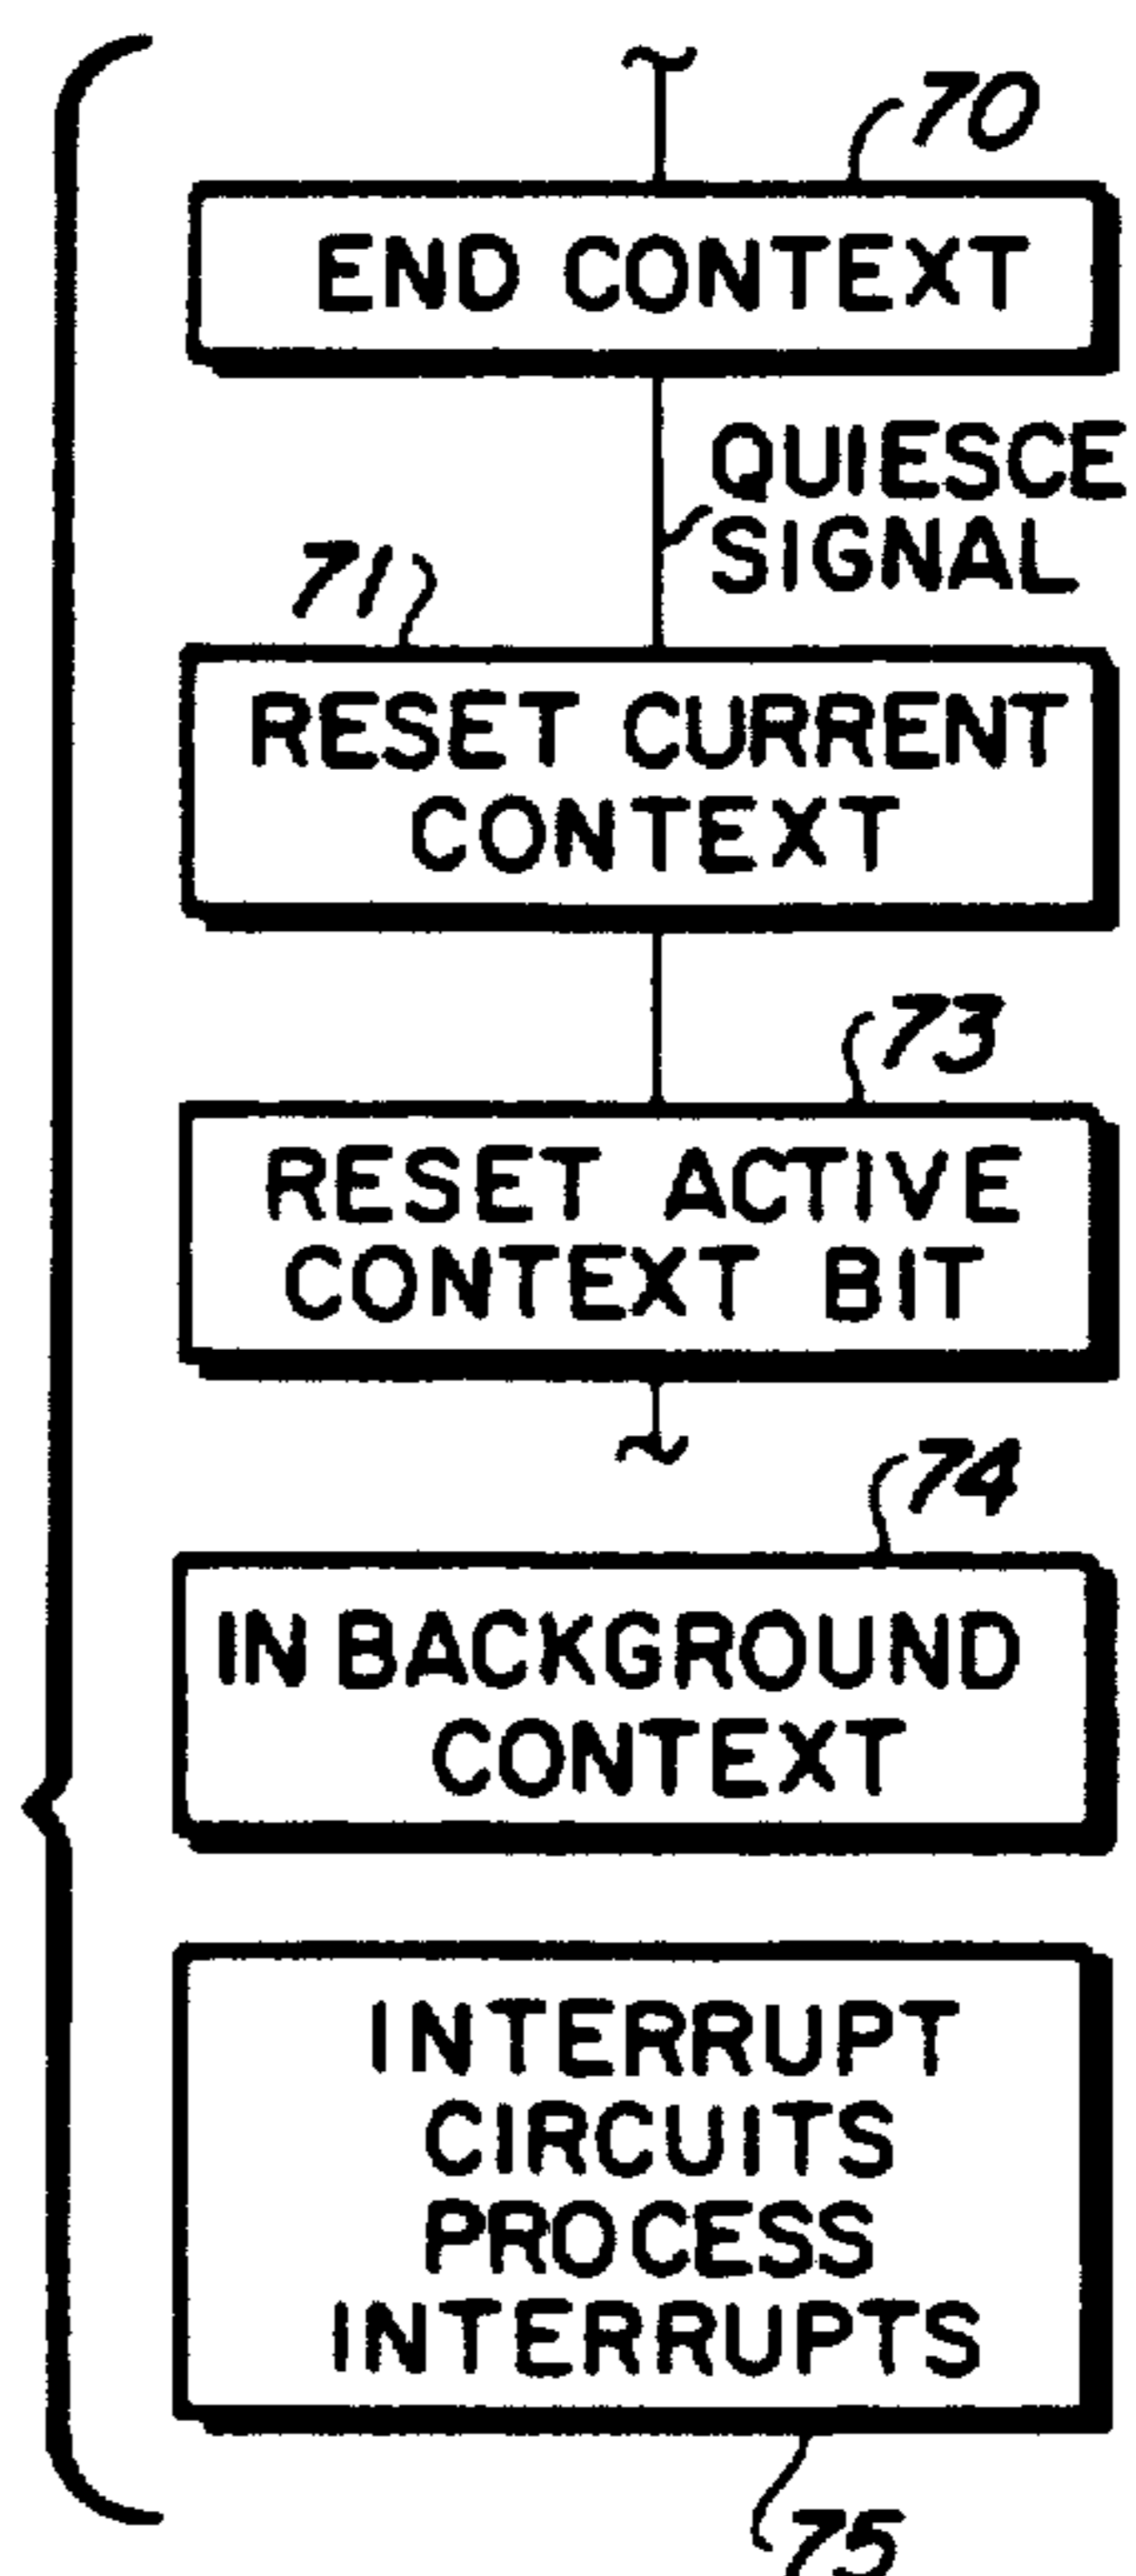 70
END CONTEXT
QUIESCE
SIGNAL
71
RESET CURRENT
CONTEXT
73
RESET ACTIVE
CONTEXT BIT
74
IN BACKGROUND
CONTEXT
INTERRUPT
CIRCUITS
PROCESS
INTERRUPTS
75